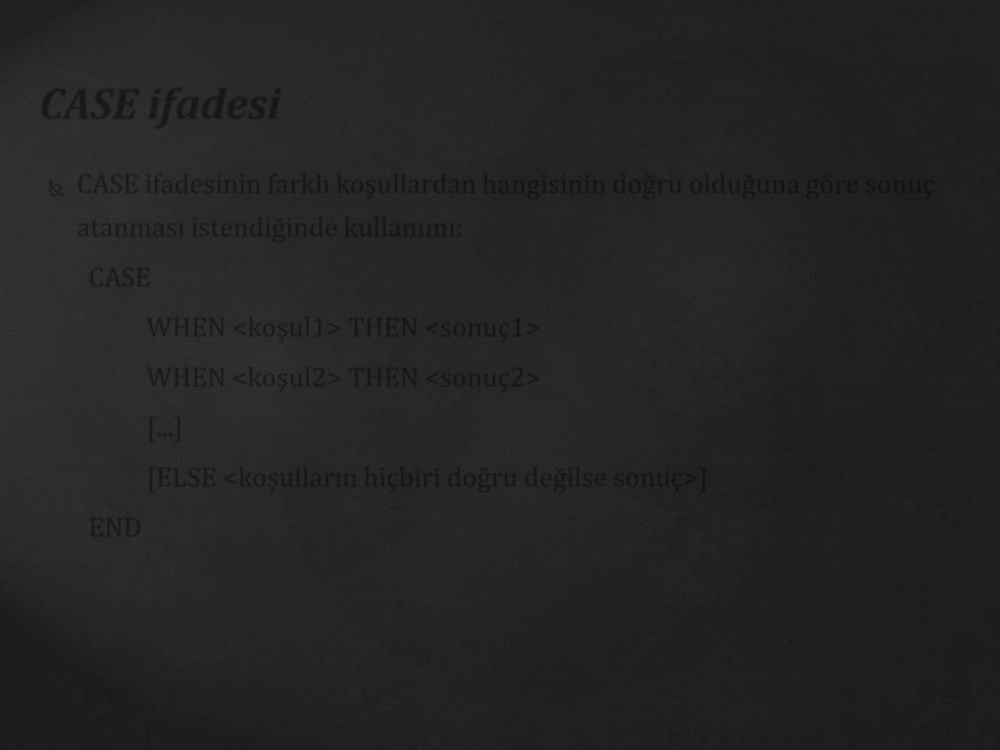 CASE ifadesi
CASE ifadesinin farklı koşullardan hangisinin doğru olduğuna göre sonuç
atanması istendiğinde kullanımı:
CASE
WHEN <koşul1> THEN <sonuç1>
WHEN <koşul2> THEN <sonuç2>
[...]
[ELSE <koşulların hiçbiri doğru değilse sonuç>]
END